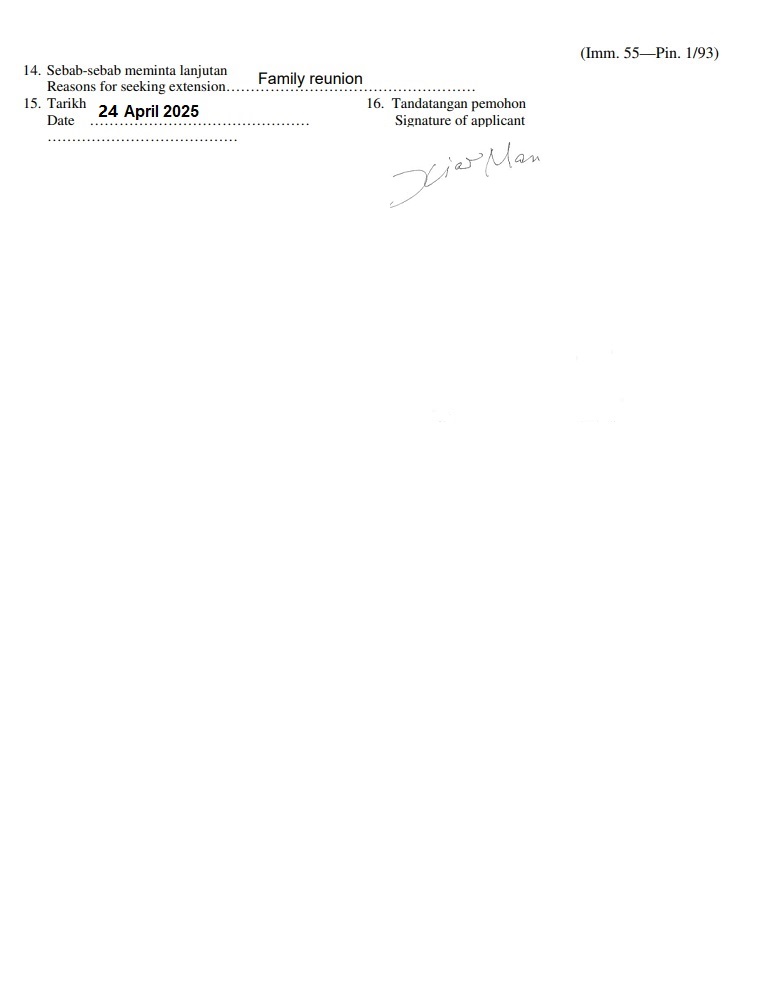 (Imm. 55—Pin. 1/93)
14. Sebab-sebab meminta lanjutan
Reasons for seeking extension.......................................................... Family reunion
15. Tarikh 24 April 2025
Date .............................................
.......................................
16. Tandatangan pemohon
Signature of applicant
Xiao Man